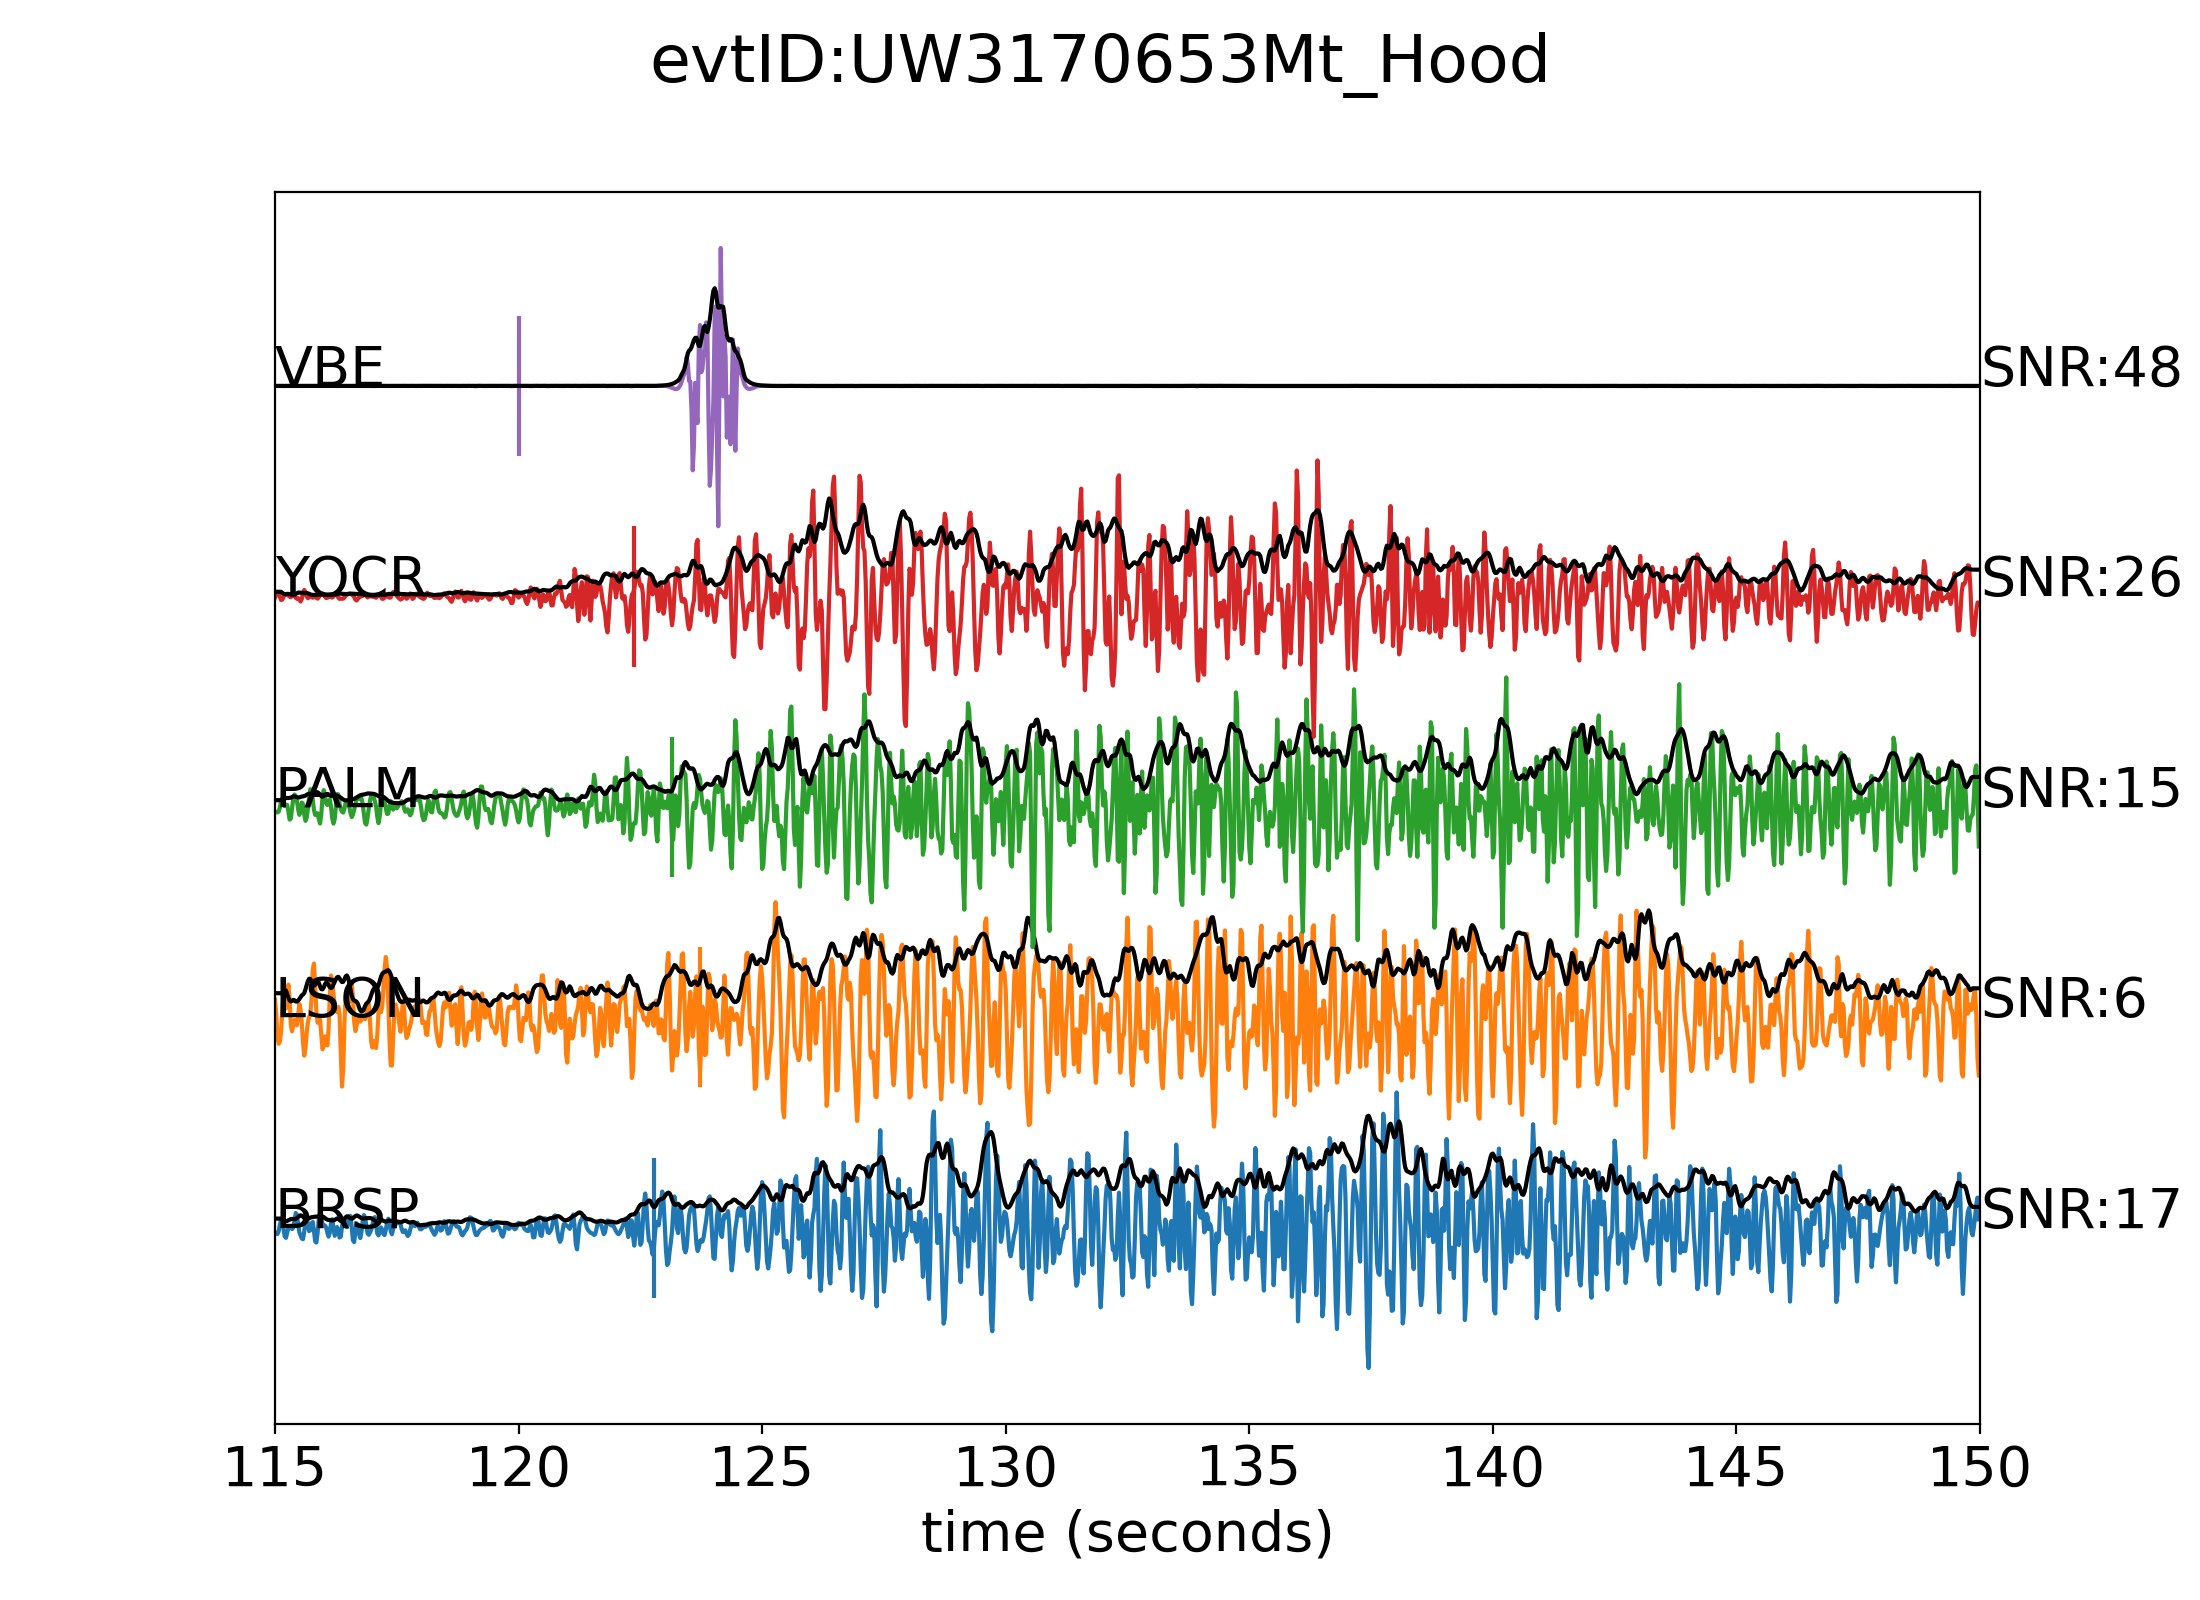 evtID:UW3170653Mt_Hood
VBE SNR:48
YOCR SNR:26
PALM SNR:15
LSON SNR:6
BRSP SNR:17
115 120 125 130 135 140 145 150
time (seconds)